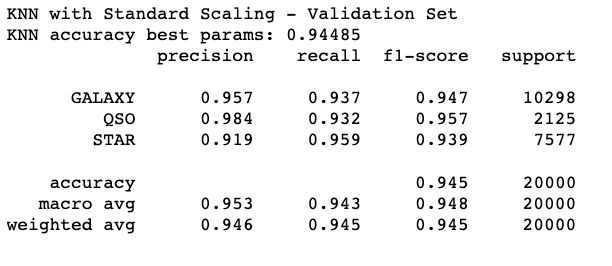 KNN with Standard Scaling - Validation Set
KNN accuracy best params: 0.94485
precision recall f1-score support
GALAXY 0.957 0.937 0.947 10298
QSO 0.984 0.932 0.957 2125
STAR 0.919 0.959 0.939 7577
accuracy 0.945 20000
macro avg 0.953 0.943 0.948 20000
weighted avg 0.946 0.945 0.945 20000